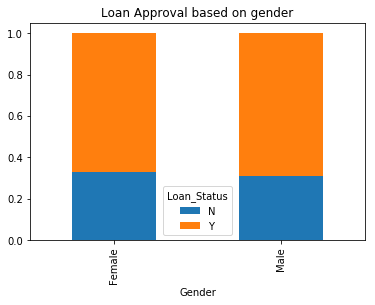 Loan Approval based on gender
1.0
0.8
0.6
0.4
0.2
0.0
Loan_Status
N
Y
Female
Male
Gender